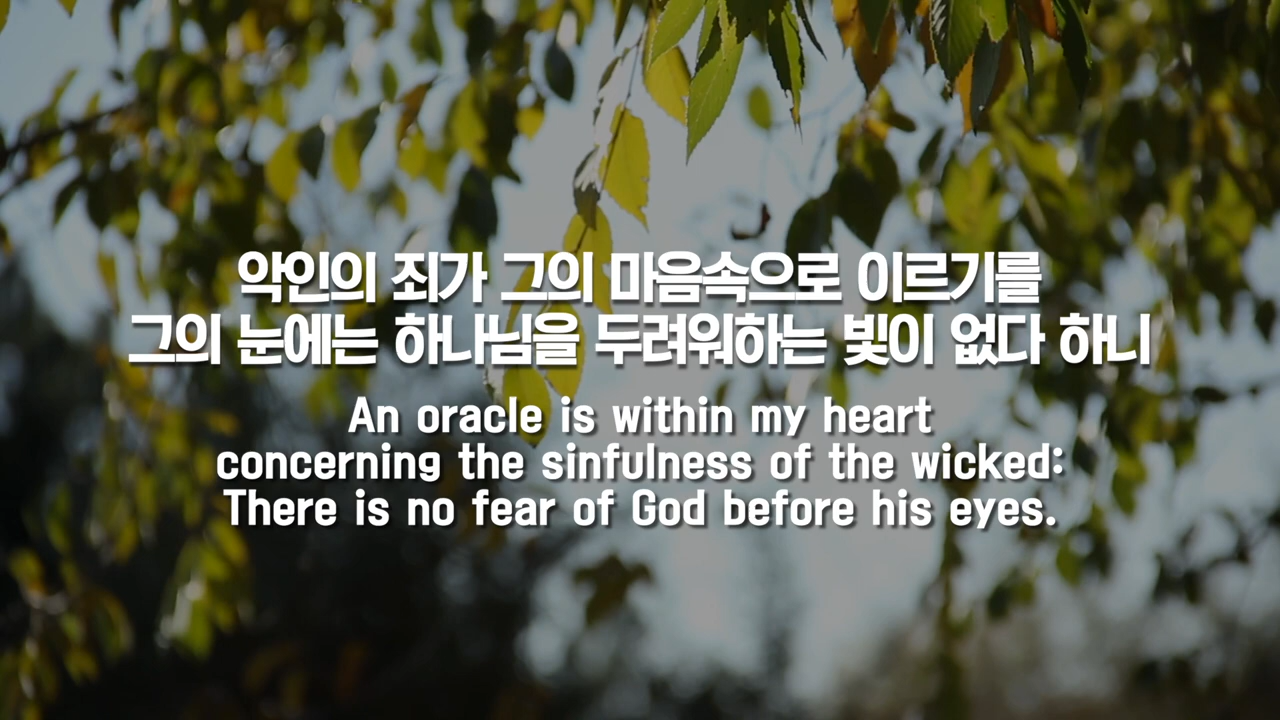 악인의 죄가 그의 마음속으로 이르기를
그의 눈에는 하나님을 두려워하는 빛이 없다 하니
An oracle is within my heart
concerning the sinfulness of the wicked:
There is no fear of God before his eyes.